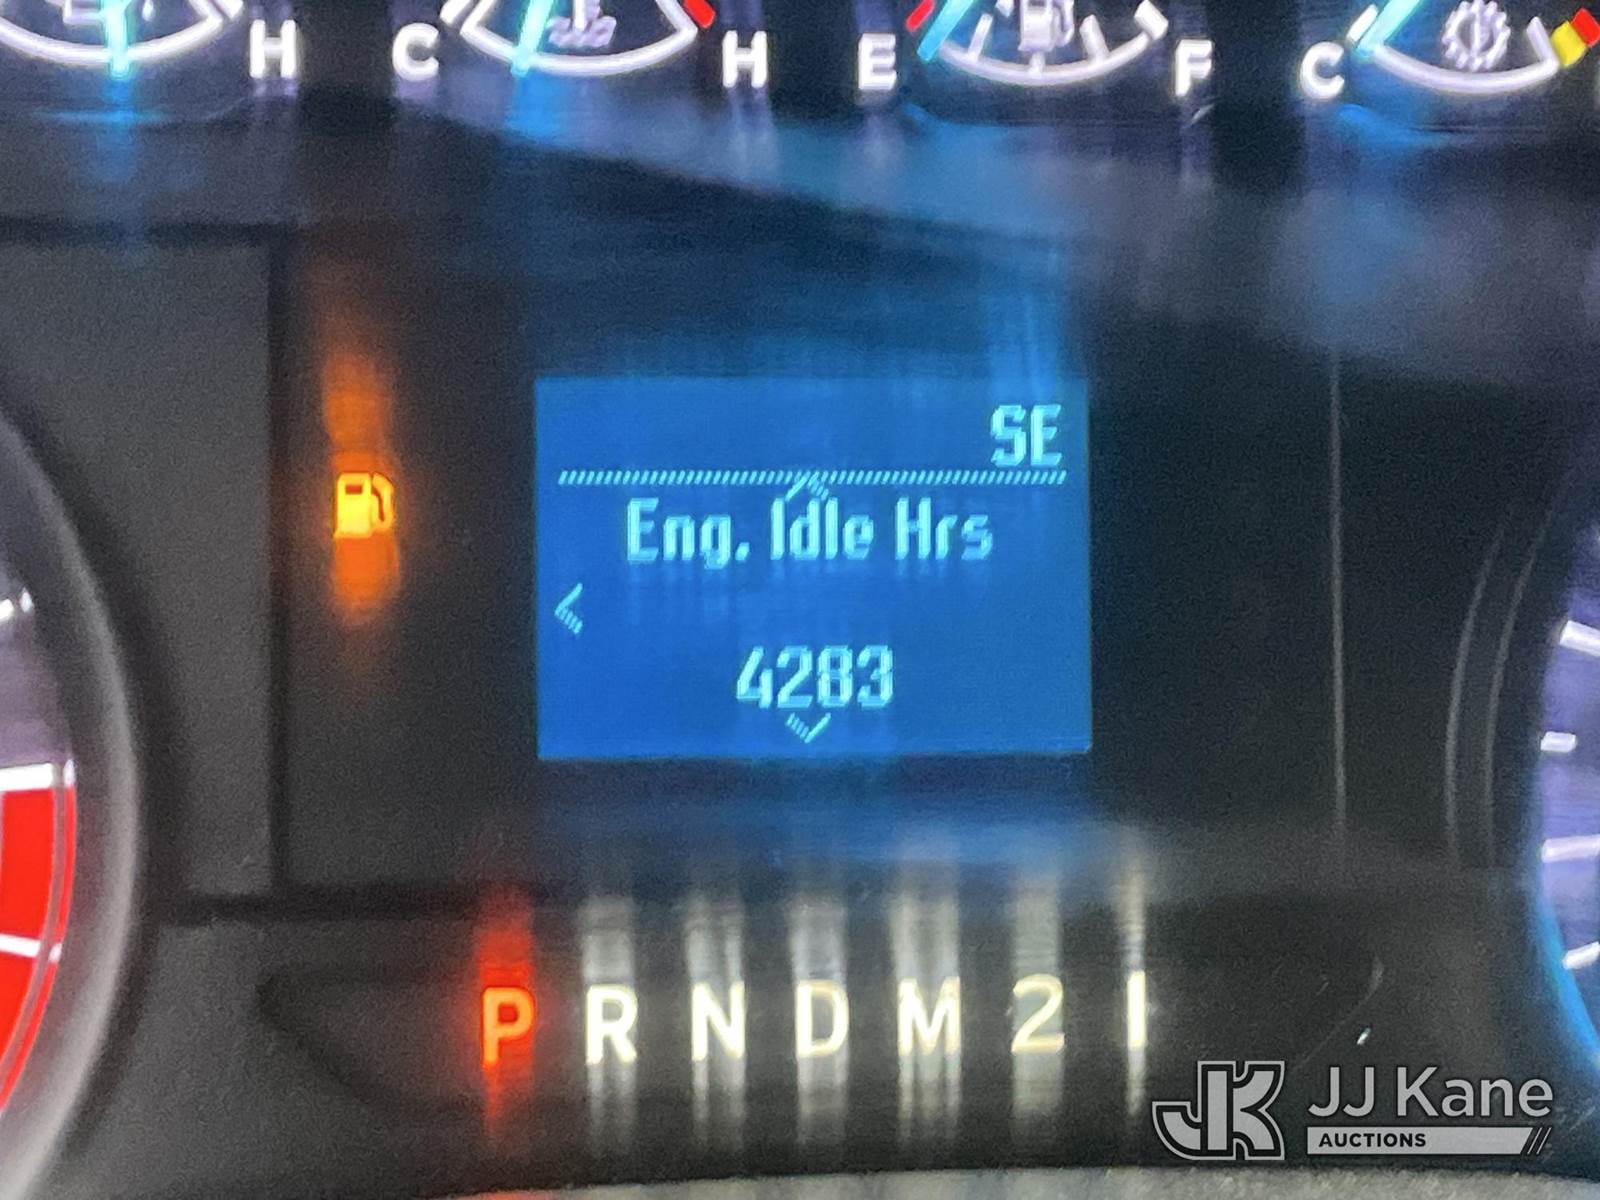 H C H E F C
SE
Eng. Idle Hrs
4283
P R N D M 2 1
JJ Kane
AUCTIONS